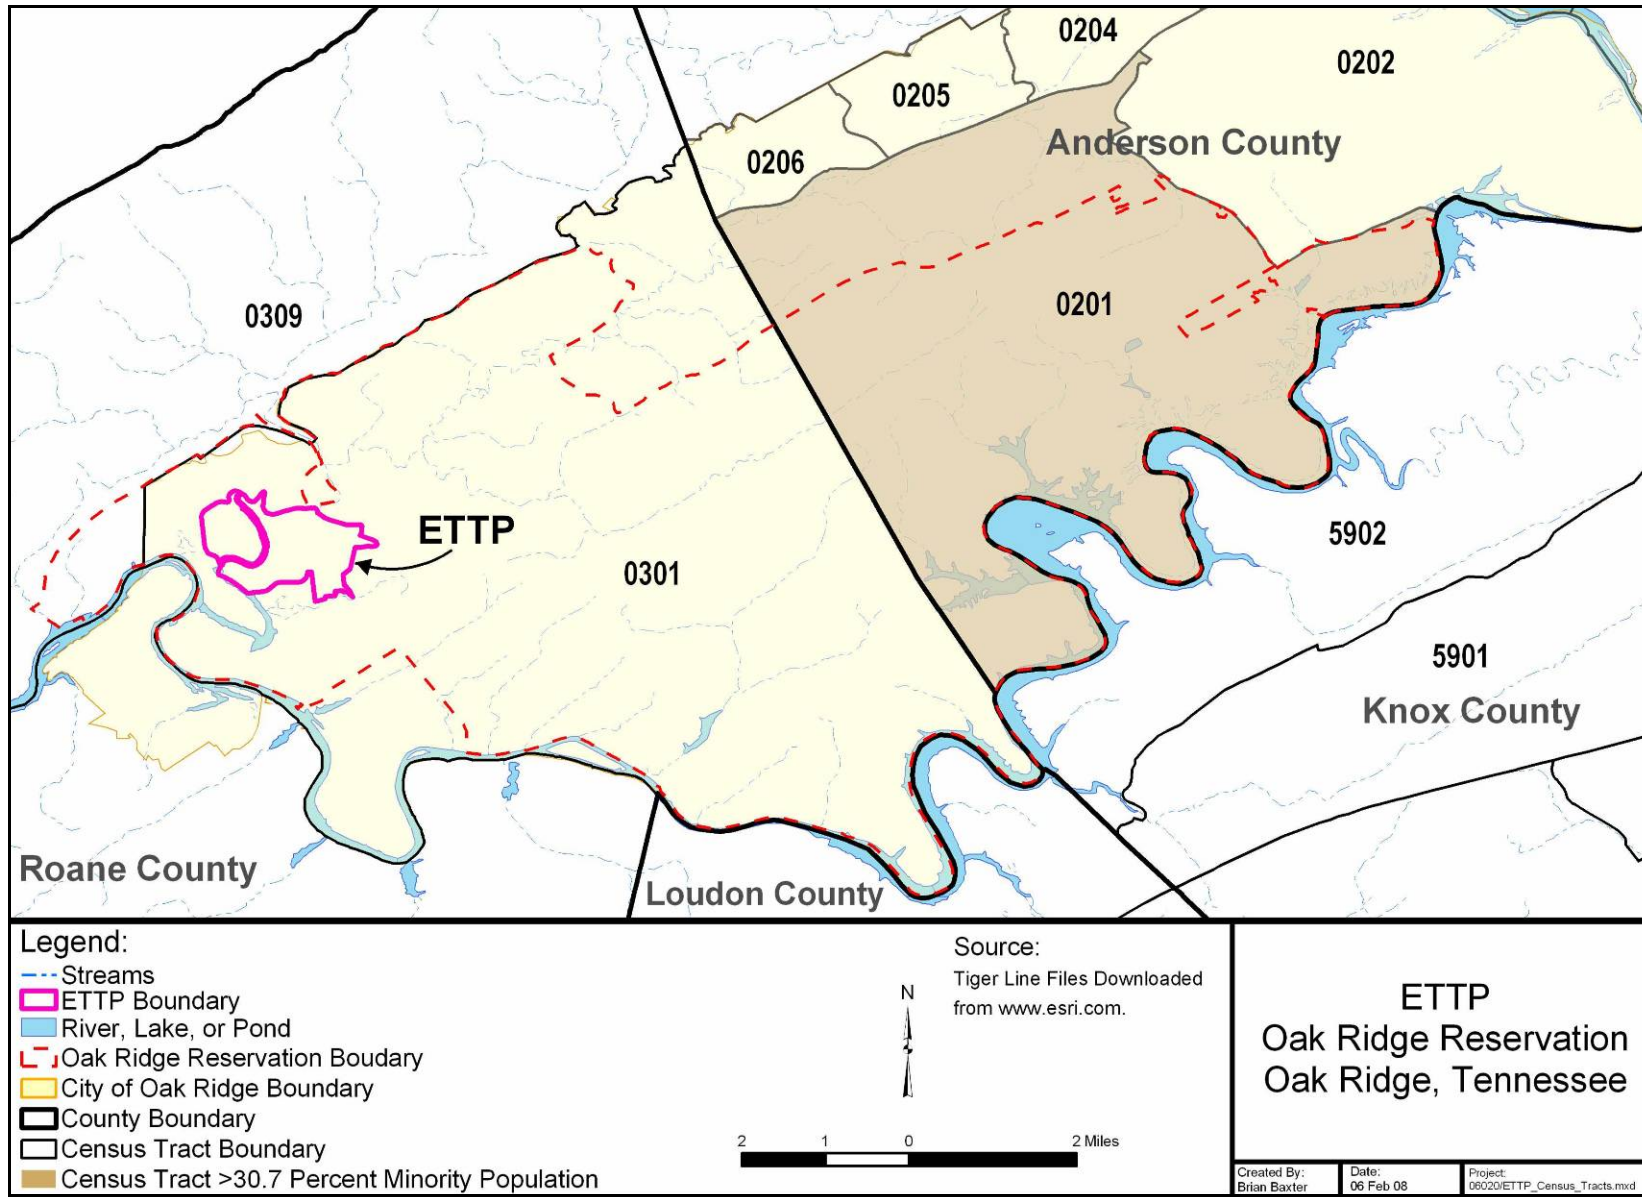 0204
0202
0205
Anderson County
0206
0201
0309
ETTP
5902
0301
5901
Knox County
Roane County
Loudon County
Legend:
Streams
ETTP Boundary
River, Lake, or Pond
Oak Ridge Reservation Boudary
City of Oak Ridge Boundary
County Boundary
Census Tract Boundary
Census Tract >30.7 Percent Minority Population
N
2 1 0 2 Miles
Source:
Tiger Line Files Downloaded
from www.esri.com.
ETTP
Oak Ridge Reservation
Oak Ridge, Tennessee
Created By:
Brian Baxter
Date:
06 Feb 08
Project:
06020/ETTP_Census_Tracts.mxd